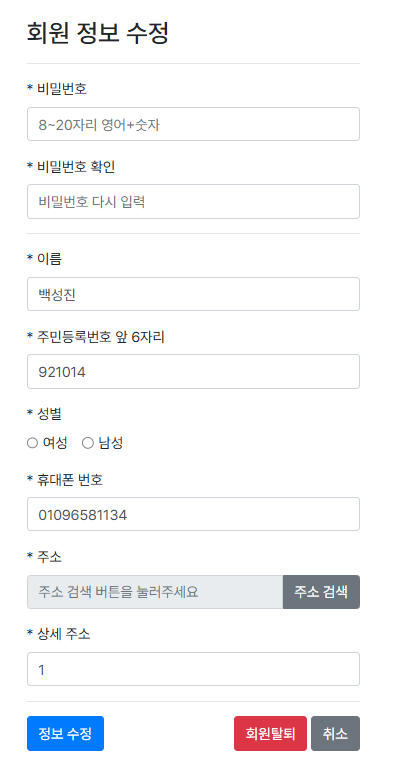 회원 정보 수정
* 비밀번호
8~20자리 영어+숫자
* 비밀번호 확인
비밀번호 다시 입력
* 이름
백성진
* 주민등록번호 앞 6자리
921014
* 성별
여성 남성
* 휴대폰 번호
01096581134
* 주소
주소 검색 버튼을 눌러주세요 주소 검색
* 상세 주소
1
정보 수정 회원탈퇴 취소